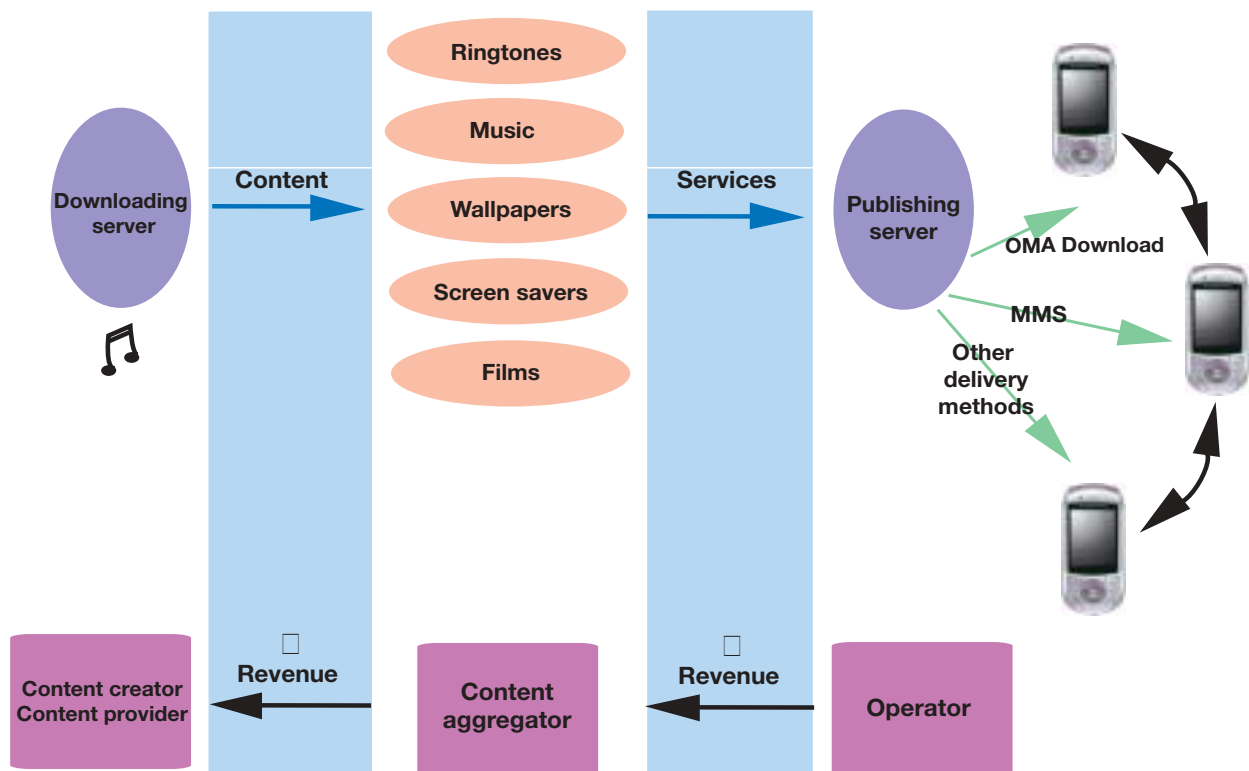 Ringtones
Music
Wallpapers
Screen savers
Films
Downloading
server
Content
Services
Publishing
server
OMA Download
MMS
Other
delivery
methods
Revenue
Revenue
Content creator
Content provider
Content
aggregator
Operator